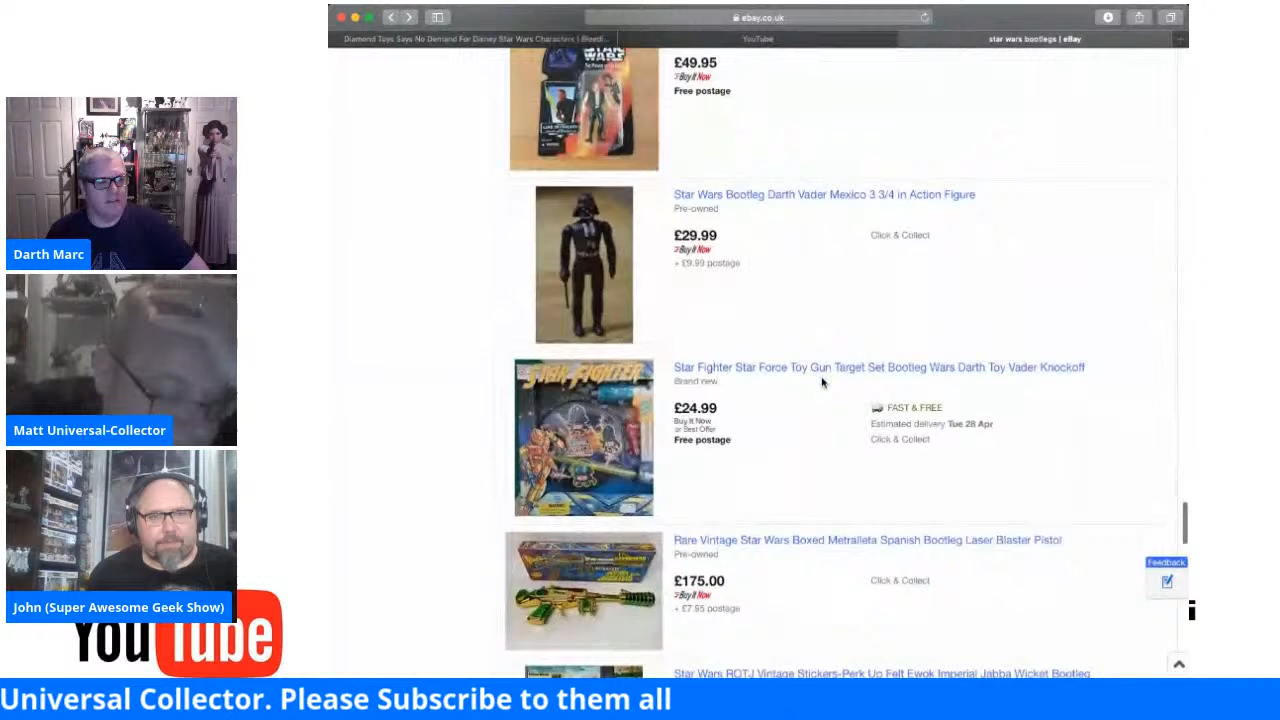 ebay.co.uk
Diamond Toys Says No Demand For Disney Star Wars Characters | Bleedi...
YouTube
star wars bootlegs | eBay
STAR
WARS
£49.95
Buy It Now
Free postage
Star Wars Bootleg Darth Vader Mexico 3 3/4 in Action Figure
Pre-owned
£29.99
Buy It Now
+ £9.99 postage
Click & Collect
Darth Marc
Star Fighter Star Force Toy Gun Target Set Bootleg Wars Darth Toy Vader Knockoff
Brand new
£24.99
Buy It Now
or Best Offer
Free postage
FAST & FREE
Estimated delivery Tue 28 Apr
Click & Collect
STAR FIGHTER
Matt Universal-Collector
Rare Vintage Star Wars Boxed Metralleta Spanish Bootleg Laser Blaster Pistol
Pre-owned
£175.00
Buy It Now
+ £7.95 postage
Click & Collect
Feedback
John (Super Awesome Geek Show)
YouTube
Star Wars ROTJ Vintage Stickers-Perk Up Felt Ewok Imperial Jabba Wicket Bootleg
Universal Collector. Please Subscribe to them all